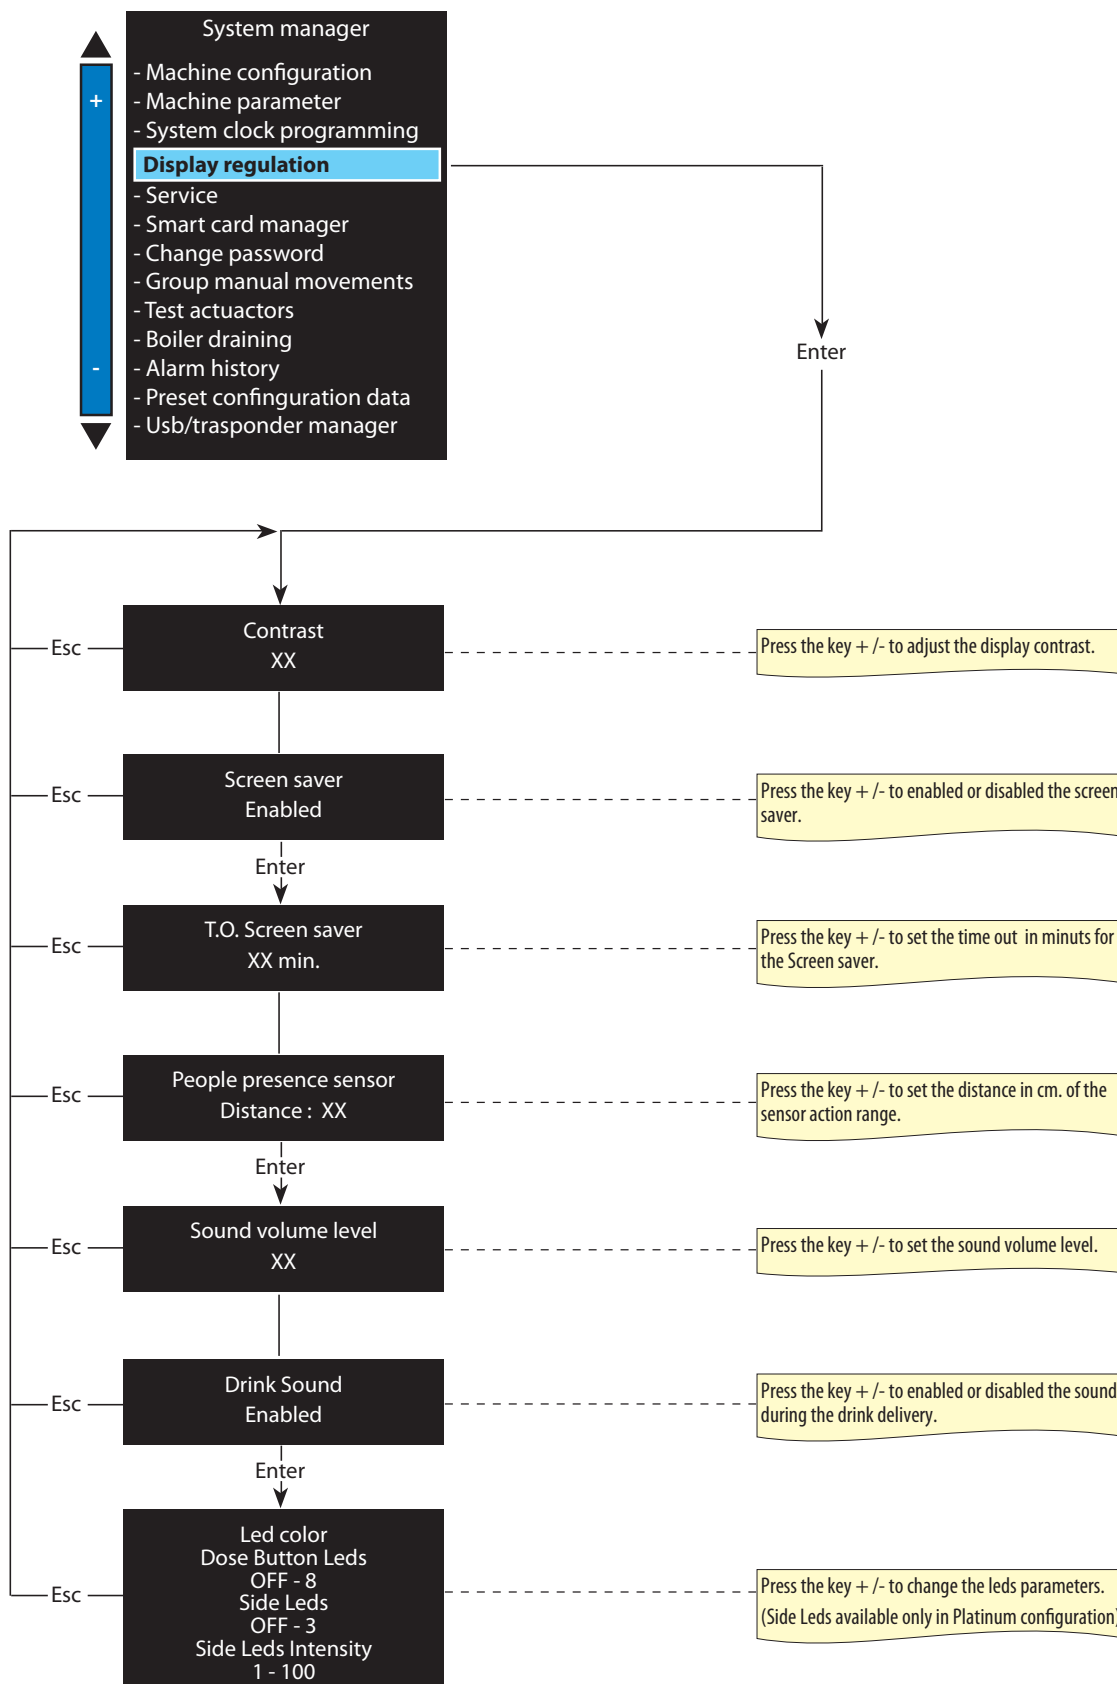 System manager
+
-
- Machine configuration
- Machine parameter
- System clock programming
Display regulation
- Service
- Smart card manager
- Change password
- Group manual movements
- Test actuactors
- Boiler draining
- Alarm history
- Preset confinguration data
- Usb/trasponder manager
Enter
Esc
Contrast
XX
Press the key + /- to adjust the display contrast.
Esc
Screen saver
Enabled
Press the key + /- to enabled or disabled the screen
saver.
Enter
Esc
T.O. Screen saver
XX min.
Press the key + /- to set the time out in minuts for
the Screen saver.
Esc
People presence sensor
Distance : XX
Press the key + /- to set the distance in cm. of the
sensor action range.
Enter
Esc
Sound volume level
XX
Press the key + /- to set the sound volume level.
Esc
Drink Sound
Enabled
Press the key + /- to enabled or disabled the sound
during the drink delivery.
Enter
Esc
Led color
Dose Button Leds
OFF - 8
Side Leds
OFF - 3
Side Leds Intensity
1 - 100
Press the key + /- to change the leds parameters.
(Side Leds available only in Platinum configuration)